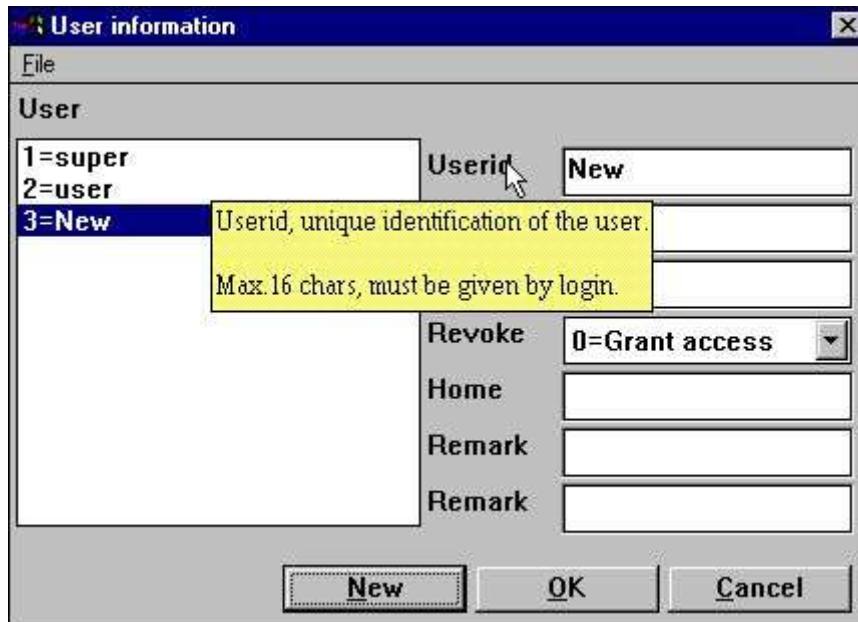 User information
File
User
1=super
2=user
3=New
Userid New
Userid, unique identification of the user.
Max.16 chars, must be given by login.
Revoke 0=Grant access
Home
Remark
Remark
New OK Cancel